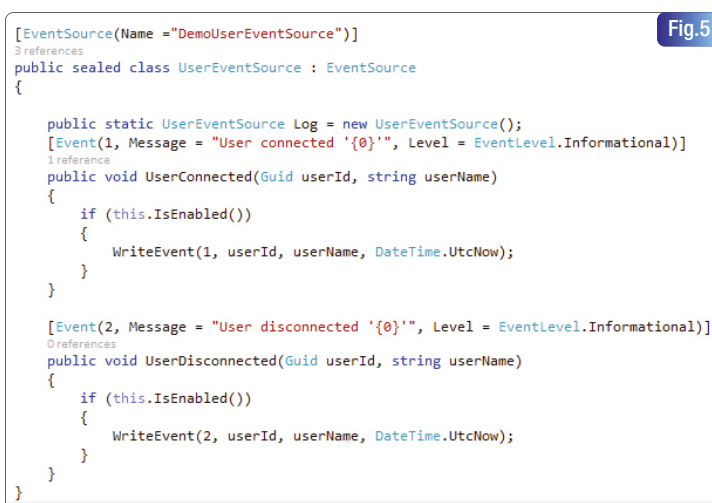 Fig.5
[EventSource(Name ="DemoUserEventSource")]
3 references
public sealed class UserEventSource : EventSource
{
    public static UserEventSource Log = new UserEventSource();
    [Event(1, Message = "User connected '{0}'", Level = EventLevel.Informational)]
    1 reference
    public void UserConnected(Guid userId, string userName)
    {
        if (this.IsEnabled())
        {
            WriteEvent(1, userId, userName, DateTime.UtcNow);
        }
    }
    [Event(2, Message = "User disconnected '{0}'", Level = EventLevel.Informational)]
    0 references
    public void UserDisconnected(Guid userId, string userName)
    {
        if (this.IsEnabled())
        {
            WriteEvent(2, userId, userName, DateTime.UtcNow);
        }
    }
}